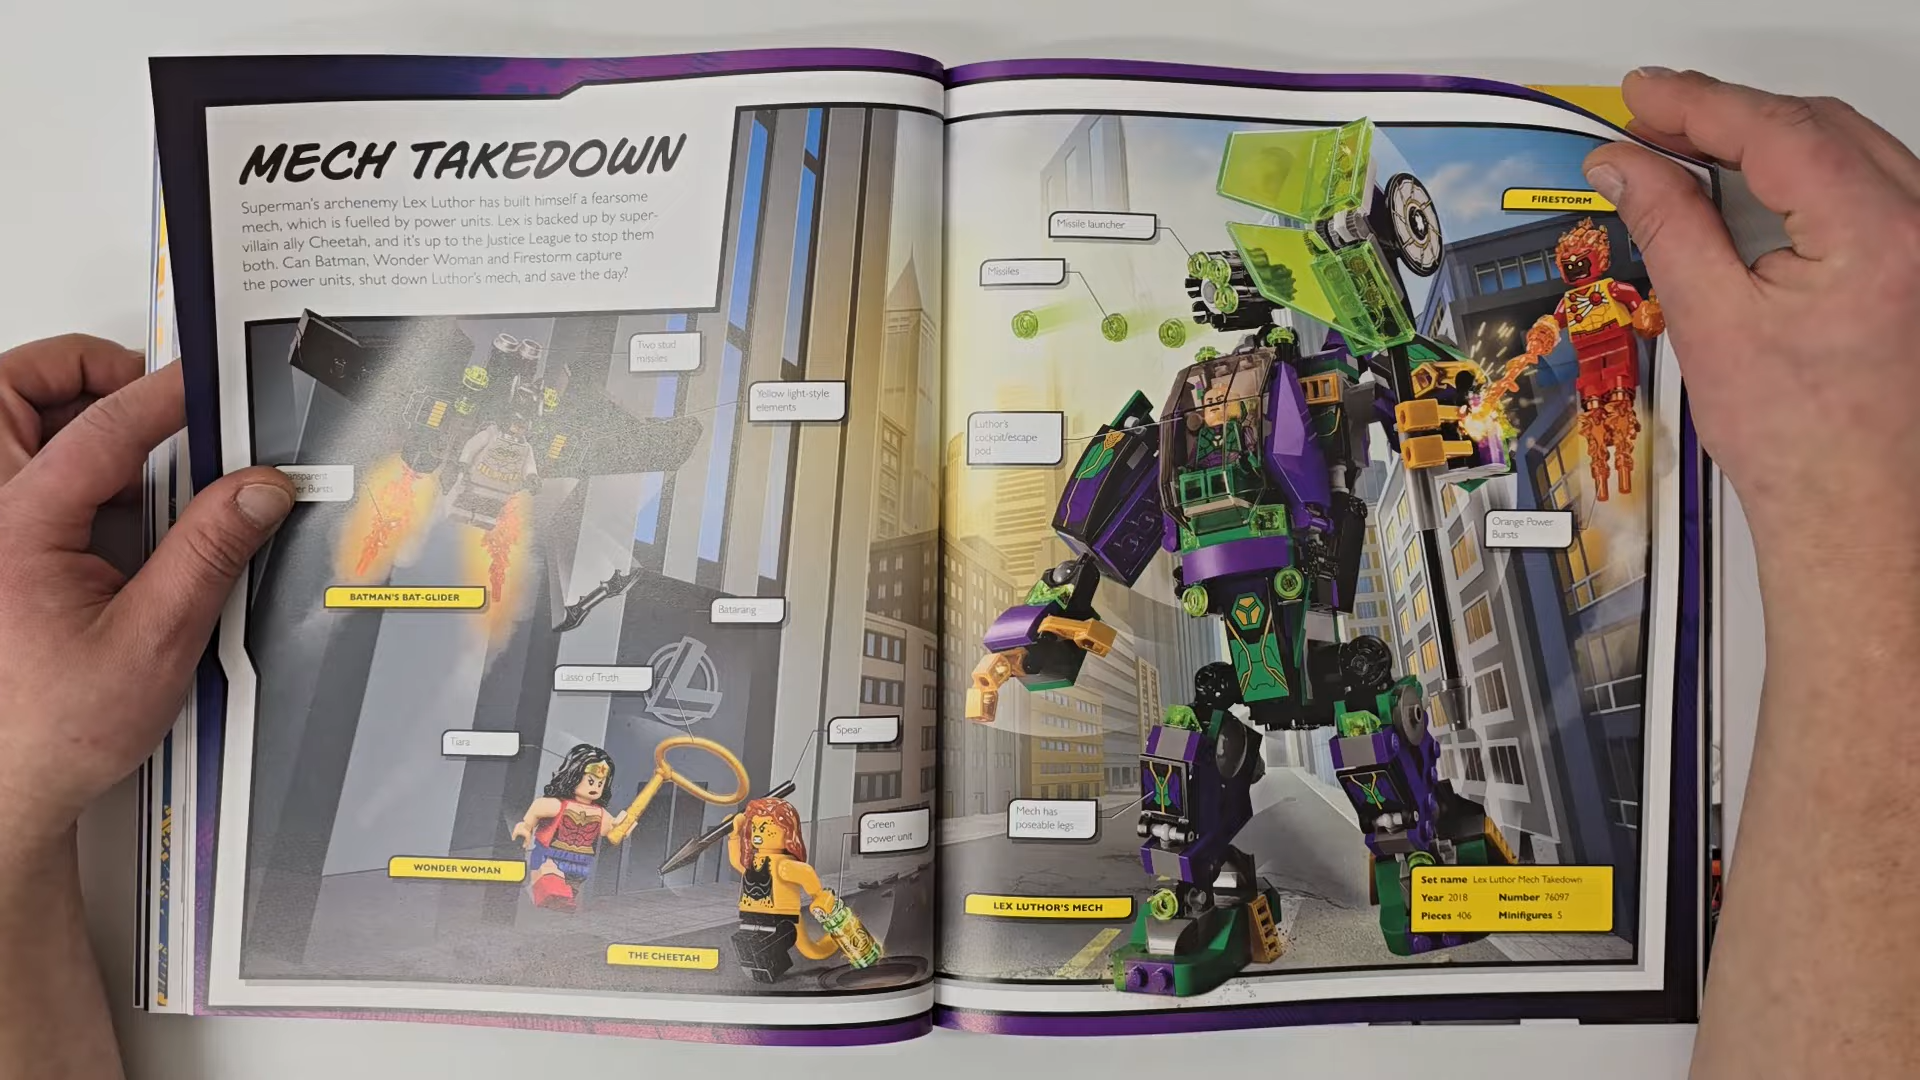 MECH TAKEDOWN
Superman's archenemy Lex Luthor has built himself a fearsome
mech, which is fuelled by power units. Lex is backed up by super-
villain ally Cheetah, and it's up to the Justice League to stop them
both. Can Batman, Wonder Woman and Firestorm capture
the power units, shut down Luthor's mech, and save the day?
Two stud
missiles
Yellow light-style
elements
Bursts
BATMAN'S BAT-GLIDER
Batarang
Lasso of Truth
Tiara
Spear
Green
power unit
WONDER WOMAN
THE CHEETAH
Missile launcher
Missiles
Luthor's
cockpit/escape
pod
FIRESTORM
Orange Power
Bursts
Mech has
poseable legs
LEX LUTHOR'S MECH
Set name Lex Luthor Mech Takedown
Year 2018 Number 76097
Pieces 406 Minifigures 5